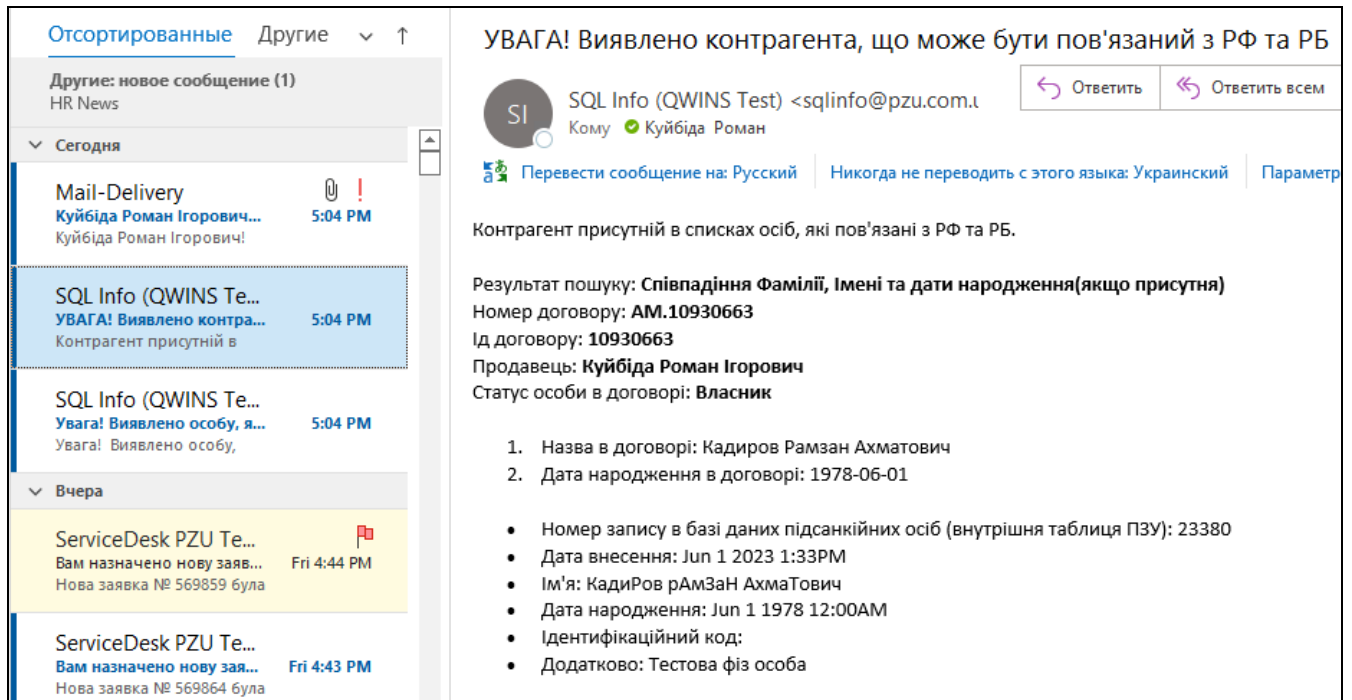 Отсортированные Другие
Другие: новое сообщение (1)
HR News
Сегодня
Mail-Delivery
Куйбіда Роман Ігорович... 5:04 PM
Куйбіда Роман Ігорович!
SQL Info (QWINS Te...
УВАГА! Виявлено контра... 5:04 PM
Контрагент присутній в
SQL Info (QWINS Te...
Увага! Виявлено особу, я... 5:04 PM
Увага! Виявлено особу,
Вчера
ServiceDesk PZU Te...
Вам назначено нову заяв... Fri 4:44 PM
Нова заявка № 569859 була
ServiceDesk PZU Te...
Вам назначено нову зая... Fri 4:43 PM
Нова заявка № 569864 була
УВАГА! Виявлено контрагента, що може бути пов'язаний з РФ та РБ
SI
SQL Info (QWINS Test) <sqlinfo@pzu.com.u
Ответить Ответить всем
Кому Куйбіда Роман
Перевести сообщение на: Русский Никогда не переводить с этого языка: Украинский Параметр
Контрагент присутній в списках осіб, які пов'язані з РФ та РБ.
Результат пошуку: Співпадіння Фамілії, Імені та дати народження(якщо присутня)
Номер договору: АМ.10930663
Ід договору: 10930663
Продавець: Куйбіда Роман Ігорович
Статус особи в договорі: Власник
1. Назва в договорі: Кадиров Рамзан Ахматович
2. Дата народження в договорі: 1978-06-01
• Номер запису в базі даних підсанкійних осіб (внутрішня таблиця ПЗУ): 23380
• Дата внесення: Jun 1 2023 1:33PM
• Ім'я: КадиРов рАмЗаН АхмаТович
• Дата народження: Jun 1 1978 12:00AM
• Ідентифікаційний код:
• Додатково: Тестова фіз особа